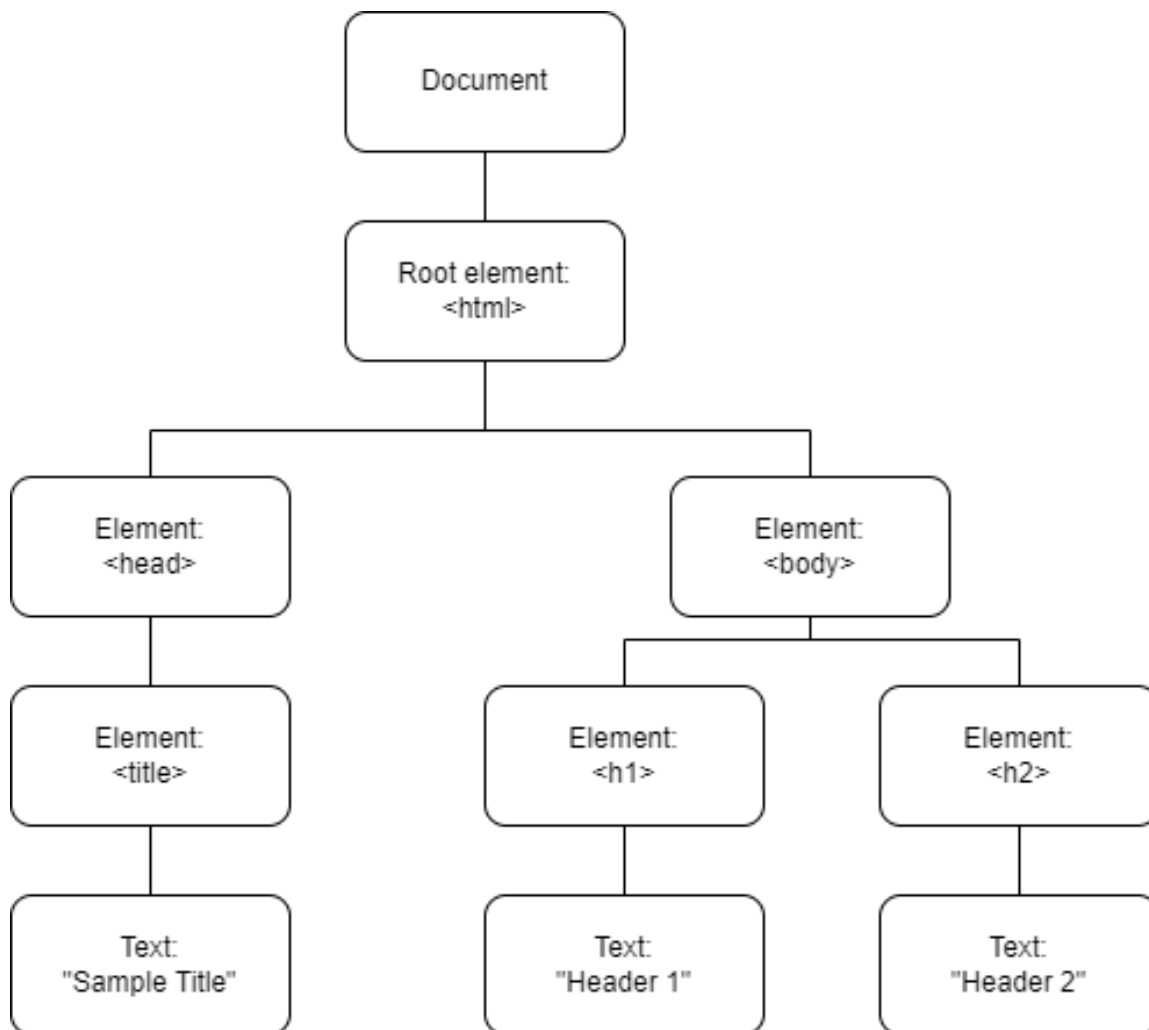 Document
Root element:
<html>
Element:
<head>
Element:
<body>
Element:
<title>
Element:
<h1>
Element:
<h2>
Text:
"Sample Title"
Text:
"Header 1"
Text:
"Header 2"